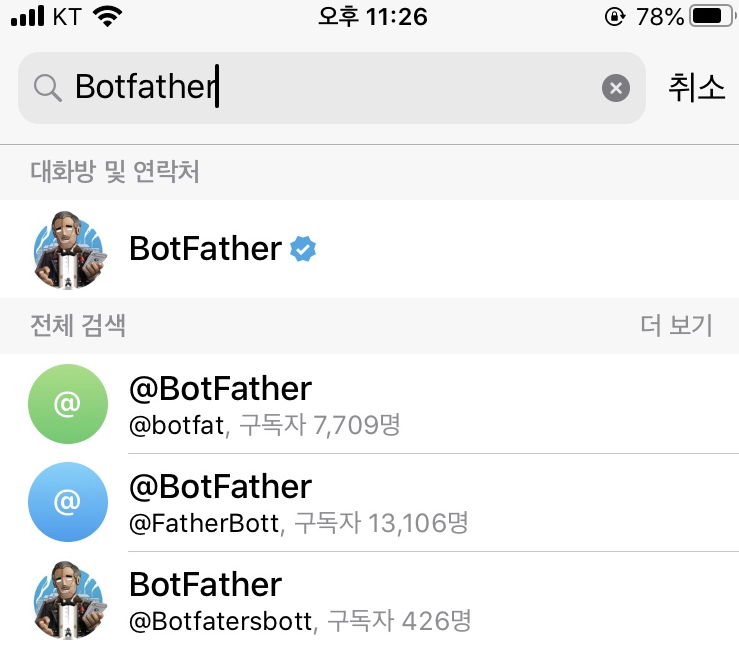 KT 오후 11:26 78%
Botfather 취소
대화방 및 연락처
BotFather
전체 검색 더 보기
@ @BotFather
@botfat, 구독자 7,709명
@ @BotFather
@FatherBott, 구독자 13,106명
BotFather
@Botfatersbott, 구독자 426명